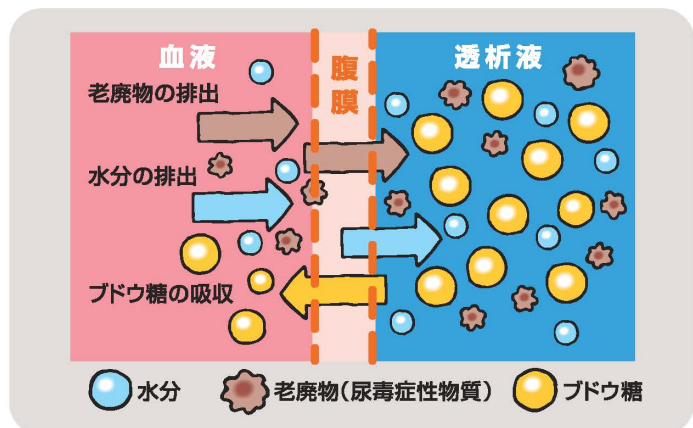 血液
腹膜
透析液
老廃物の排出
水分の排出
ブドウ糖の吸収
水分
老廃物（尿毒症性物質）
ブドウ糖